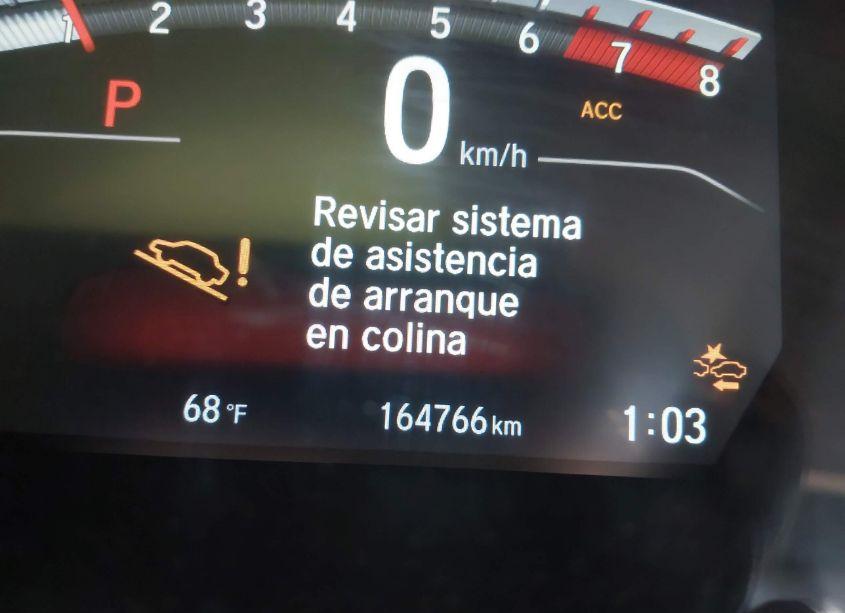 1 2 3 4 5 6 7 8
P
0 km/h
ACC
Revisar sistema
de asistencia
de arranque
en colina
!
68 °F
164766 km
1:03